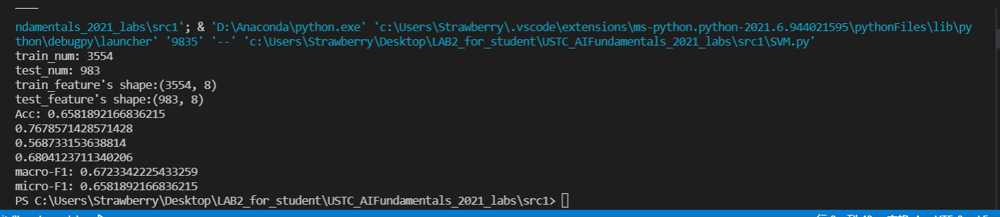 ndamentals_2021_labs\src1'; & 'D:\Anaconda\python.exe' 'c:\Users\Strawberry\.vscode\extensions\ms-python.python-2021.6.944021595\pythonFiles\lib\py
thon\debugpy\launcher' '9835' '--' 'c:\Users\Strawberry\Desktop\LAB2_for_student\USTC_AIFundamentals_2021_labs\src1\SVM.py'
train_num: 3554
test_num: 983
train_feature's shape:(3554, 8)
test_feature's shape:(983, 8)
Acc: 0.6581892166836215
0.7678571428571428
0.568733153638814
0.6804123711340206
macro-F1: 0.6723342225433259
micro-F1: 0.6581892166836215
PS C:\Users\Strawberry\Desktop\LAB2_for_student\USTC_AIFundamentals_2021_labs\src1>